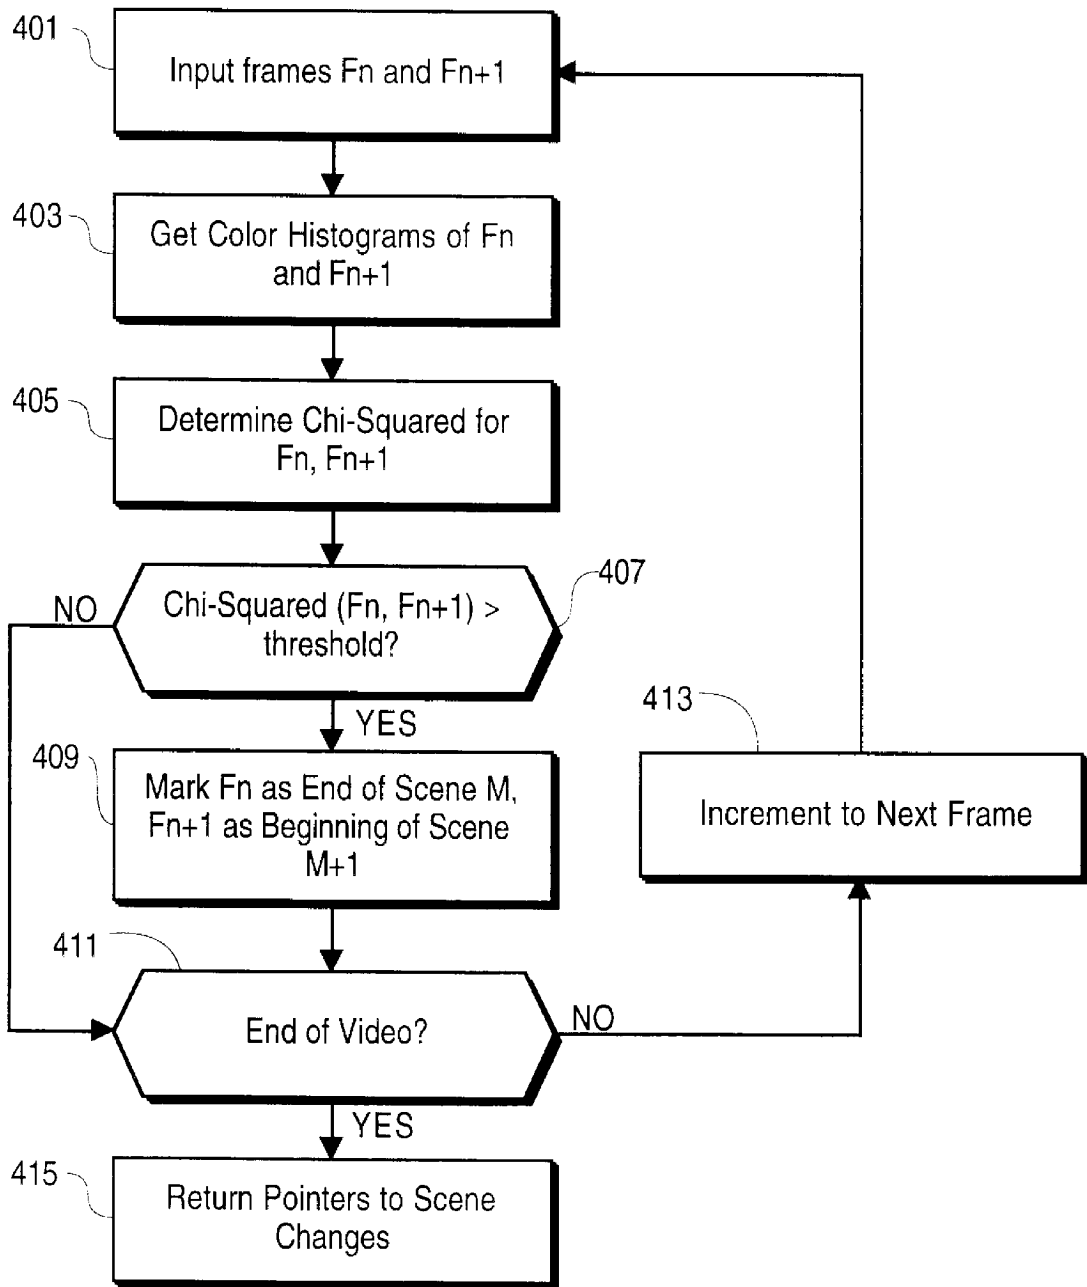 401
Input frames Fn and Fn+1
403
Get Color Histograms of Fn
and Fn+1
405
Determine Chi-Squared for
Fn, Fn+1
407
Chi-Squared (Fn, Fn+1) >
threshold?
NO
YES
409
Mark Fn as End of Scene M,
Fn+1 as Beginning of Scene
M+1
413
Increment to Next Frame
411
End of Video?
NO
YES
415
Return Pointers to Scene
Changes